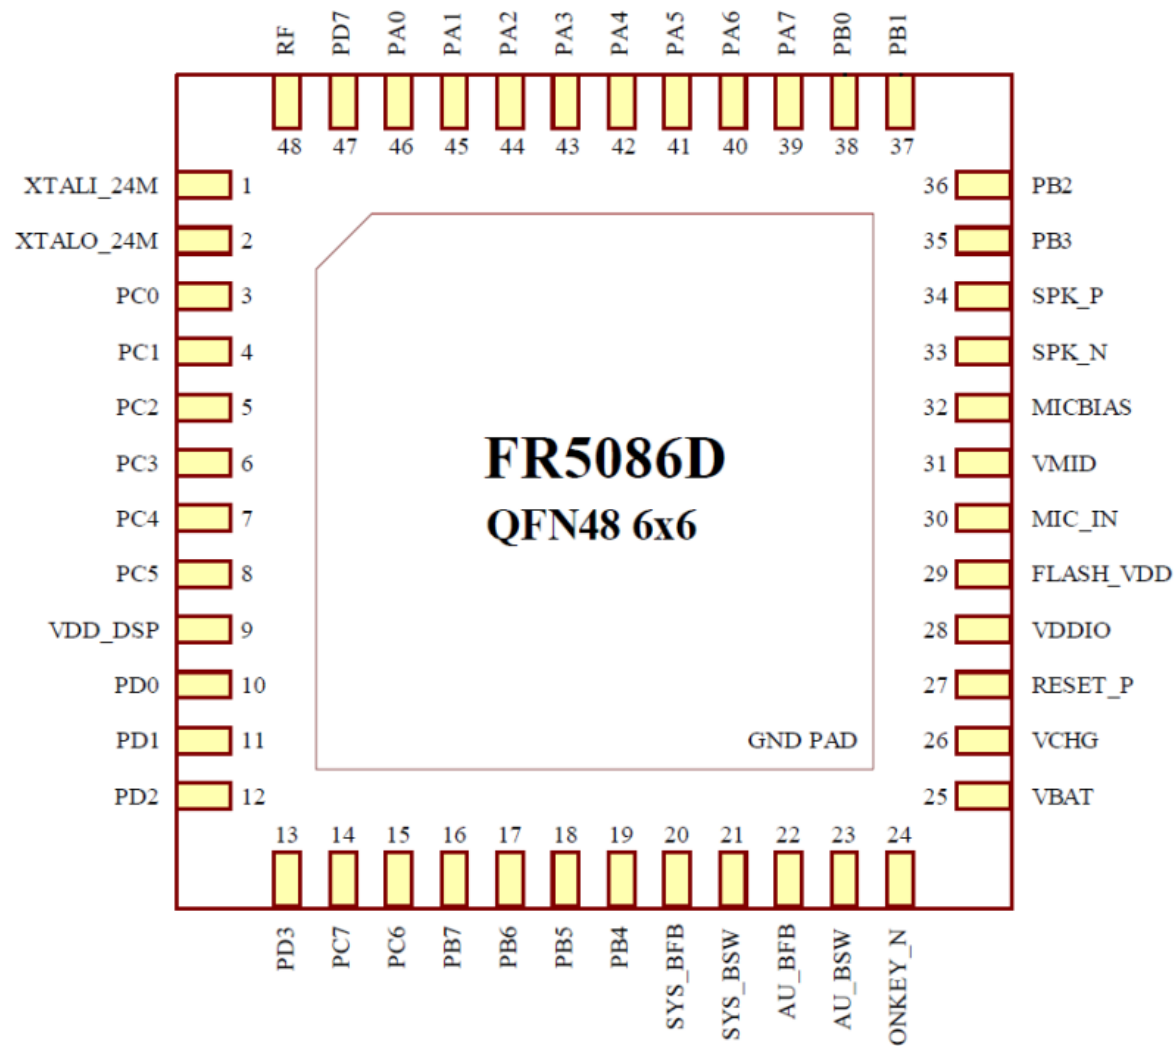 RF PD7 PA0 PA1 PA2 PA3 PA4 PA5 PA6 PA7 PB0 PB1
48 47 46 45 44 43 42 41 40 39 38 37
XTALI_24M 1 36 PB2
XTALO_24M 2 35 PB3
PC0 3 34 SPK_P
PC1 4 33 SPK_N
PC2 5 32 MICBIAS
PC3 6 31 VMID
FR5086D
PC4 7 30 MIC_IN
QFN48 6x6
PC5 8 29 FLASH_VDD
VDD_DSP 9 28 VDDIO
PD0 10 27 RESET_P
PD1 11 GND PAD 26 VCHG
PD2 12 25 VBAT
13 14 15 16 17 18 19 20 21 22 23 24
PD3 PC7 PC6 PB7 PB6 PB5 PB4 SYS_BFB SYS_BSW AU_BFB AU_BSW ONKEY_N